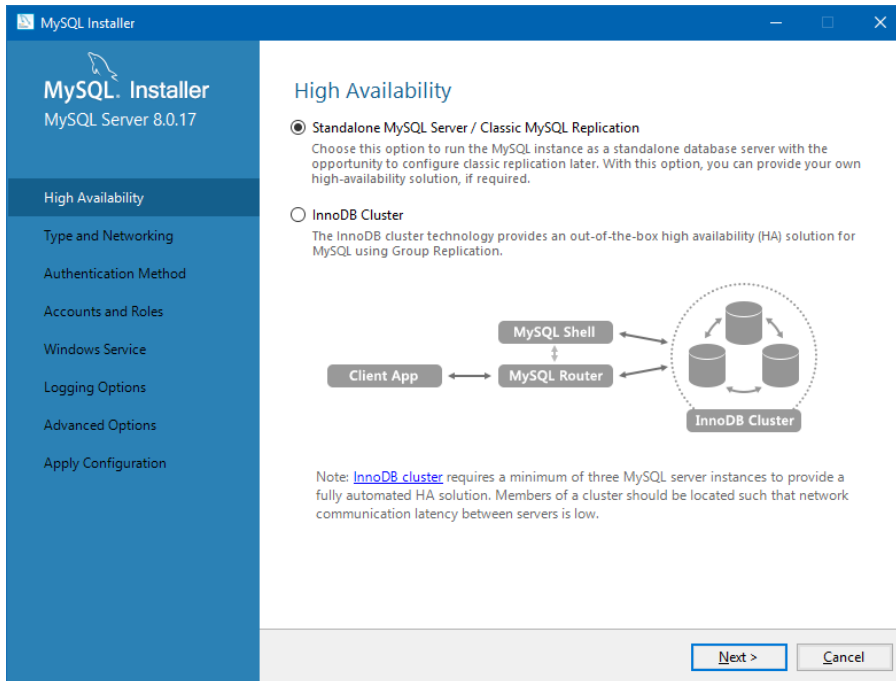 MySQL Installer
MySQL. Installer
MySQL Server 8.0.17
High Availability
Type and Networking
Authentication Method
Accounts and Roles
Windows Service
Logging Options
Advanced Options
Apply Configuration
High Availability
Standalone MySQL Server / Classic MySQL Replication
Choose this option to run the MySQL instance as a standalone database server with the
opportunity to configure classic replication later. With this option, you can provide your own
high-availability solution, if required.
InnoDB Cluster
The InnoDB cluster technology provides an out-of-the-box high availability (HA) solution for
MySQL using Group Replication.
MySQL Shell
Client App
MySQL Router
InnoDB Cluster
Note: InnoDB cluster requires a minimum of three MySQL server instances to provide a
fully automated HA solution. Members of a cluster should be located such that network
communication latency between servers is low.
Next >
Cancel